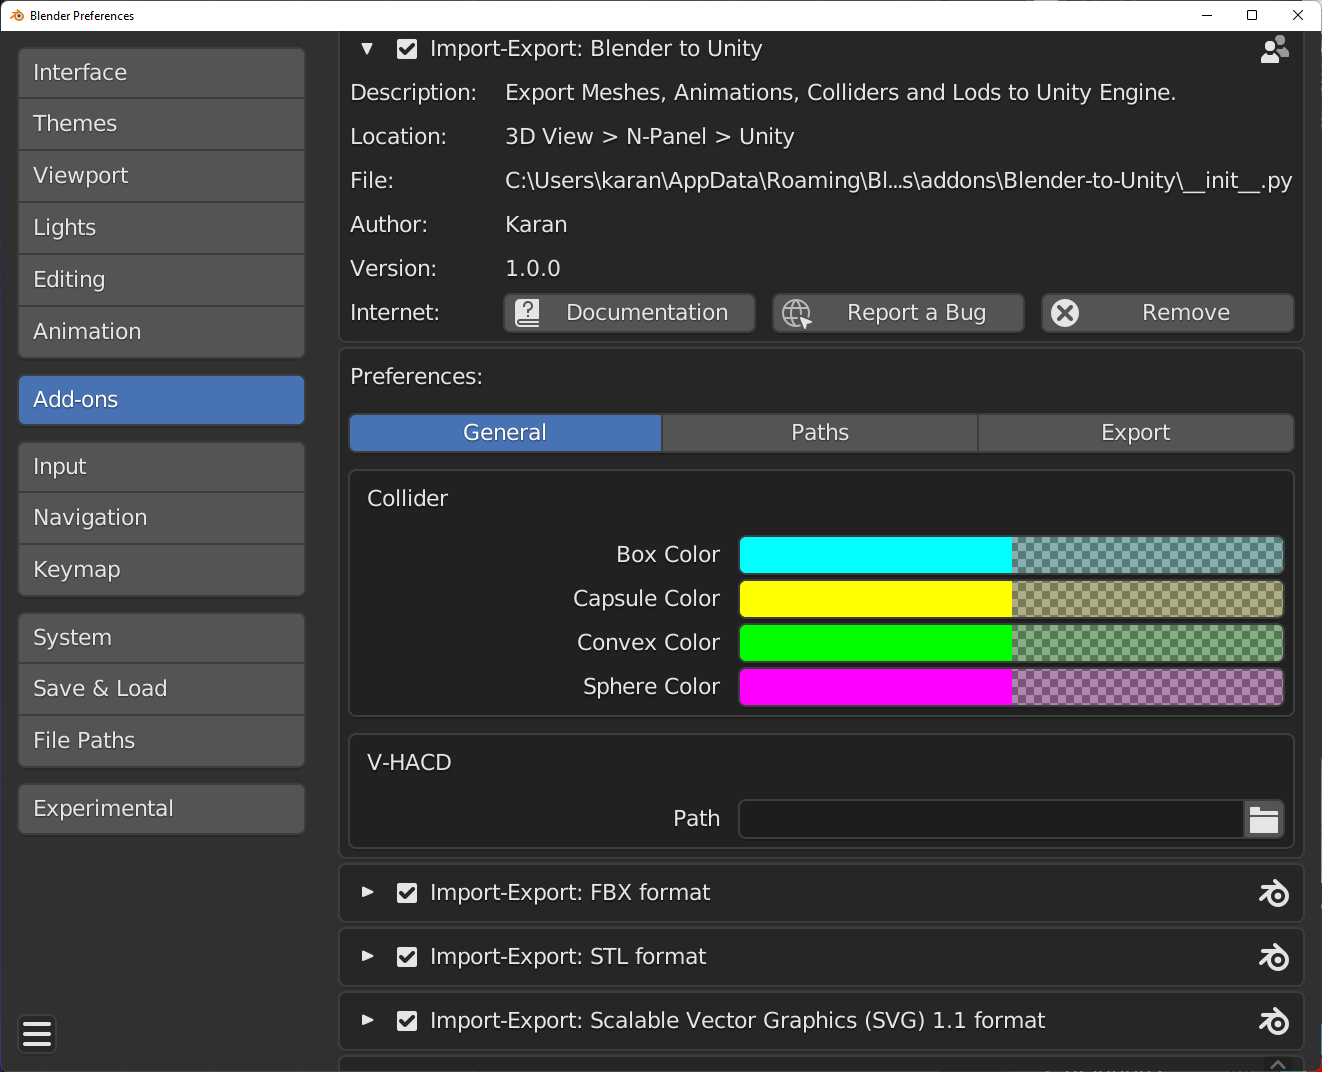 Blender Preferences
Interface
Themes
Viewport
Lights
Editing
Animation
Add-ons
Input
Navigation
Keymap
System
Save & Load
File Paths
Experimental
Import-Export: Blender to Unity
Description: Export Meshes, Animations, Colliders and Lods to Unity Engine.
Location: 3D View > N-Panel > Unity
File: C:\Users\karan\AppData\Roaming\Bl...s\addons\Blender-to-Unity\__init__.py
Author: Karan
Version: 1.0.0
Internet: Documentation Report a Bug Remove
Preferences:
General Paths Export
Collider
Box Color
Capsule Color
Convex Color
Sphere Color
V-HACD
Path
Import-Export: FBX format
Import-Export: STL format
Import-Export: Scalable Vector Graphics (SVG) 1.1 format